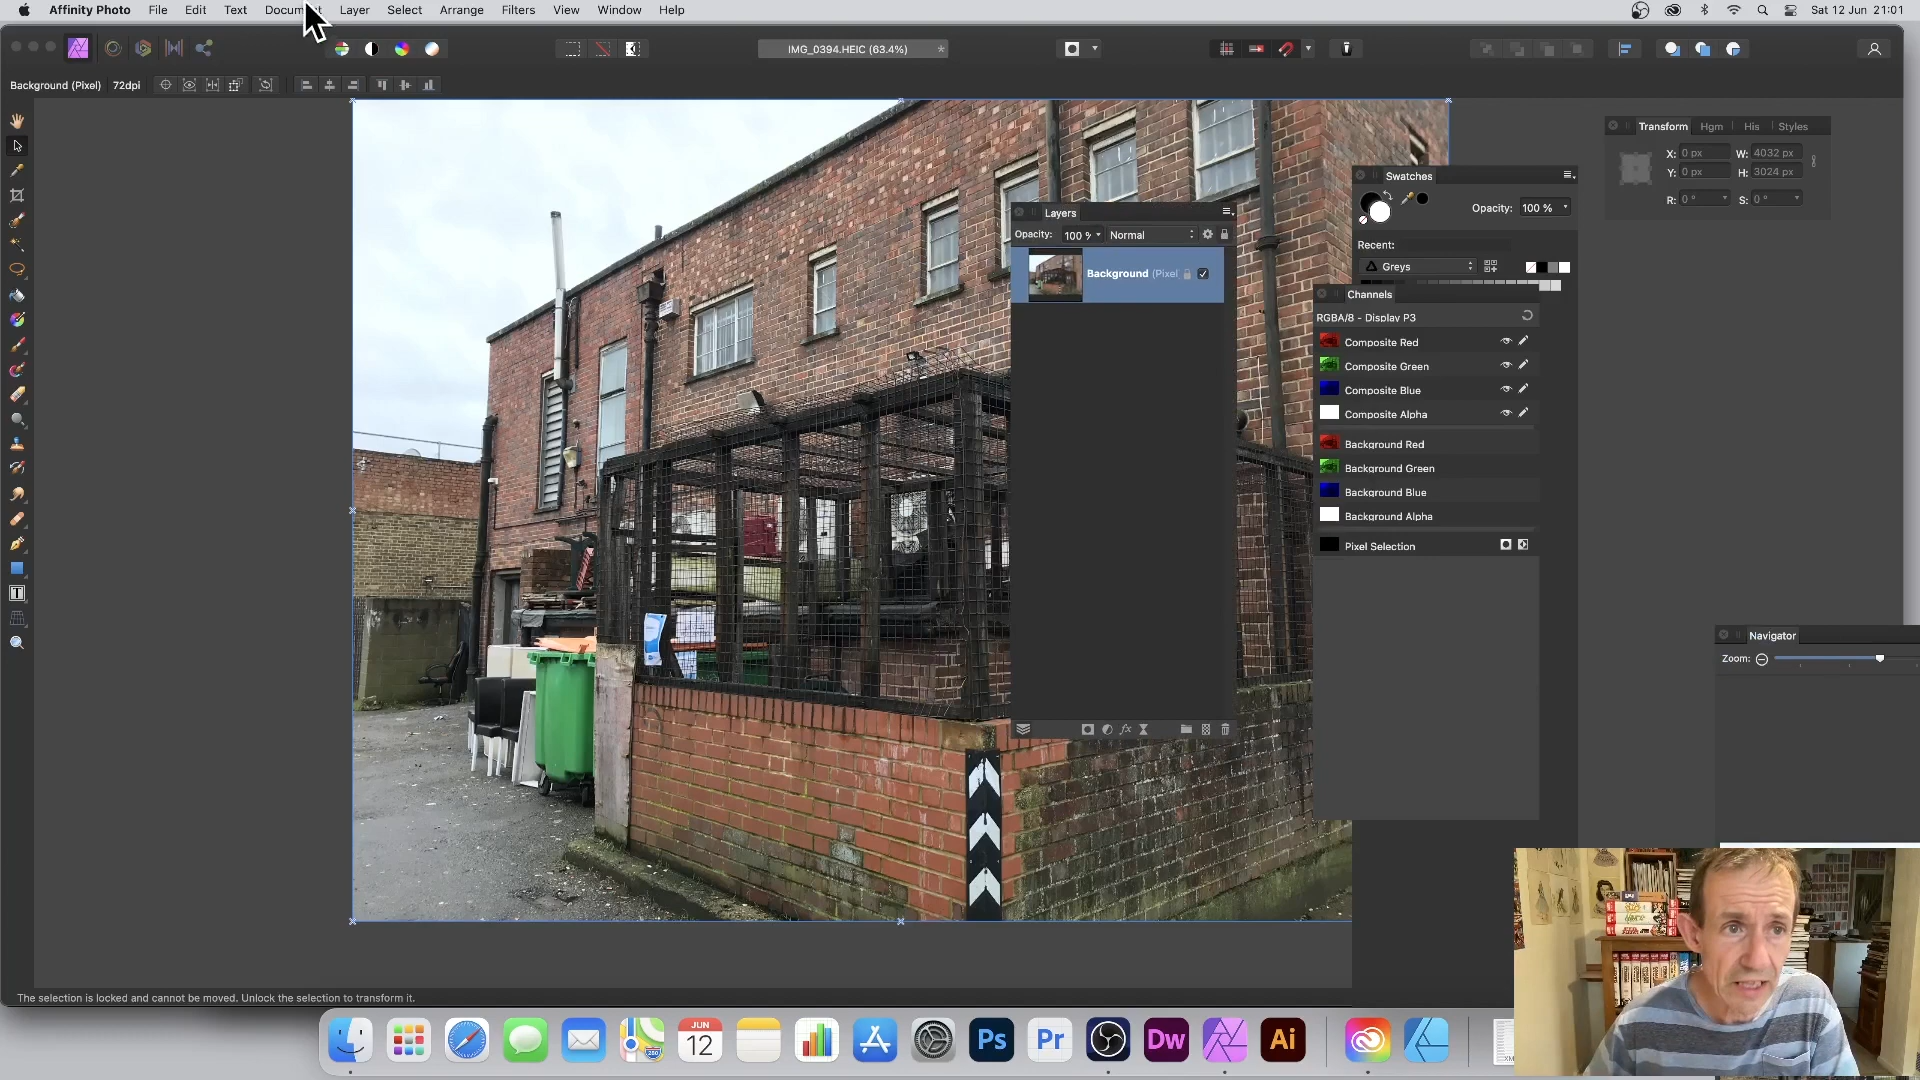 Affinity Photo File Edit Text Document Layer Select Arrange Filters View Window Help Sat 12 Jun 21:01
IMG_0394.HEIC (63.4%) *
Background (Pixel) 72dpi
Transform Hgm His Styles
X: 0 px W: 4032 px
Y: 0 px H: 3024 px
R: 0 ° S: 0 °
Swatches
Opacity: 100 %
Recent:
Greys
Layers
Opacity: 100 % Normal
Background (Pixel
Channels
RGBA/8 - Display P3
Composite Red
Composite Green
Composite Blue
Composite Alpha
Background Red
Background Green
Background Blue
Background Alpha
Pixel Selection
Navigator
Zoom:
The selection is locked and cannot be moved. Unlock the selection to transform it.
JUN
12
280
Ps
Pr
Dw
Ai